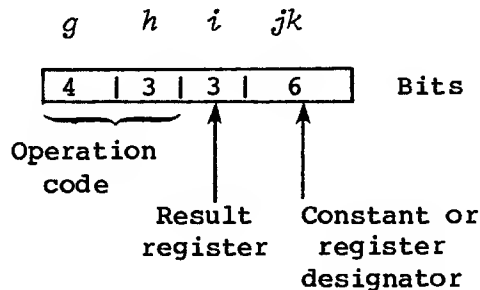 g h i jk
4 | 3 | 3 | 6 Bits
Operation
code
Result Constant or
register register
designator